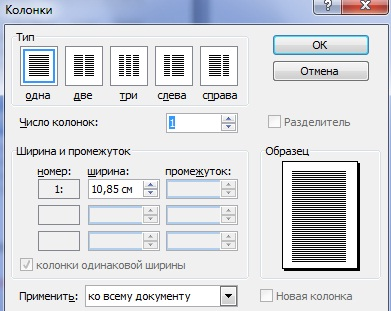 Колонки
Тип
ОК
Отмена
одна две три слева справа
Число колонок: 1
Разделитель
Ширина и промежуток
Образец
номер: ширина: промежуток:
1: 10,85 см
колонки одинаковой ширины
Применить: ко всему документу
Новая колонка